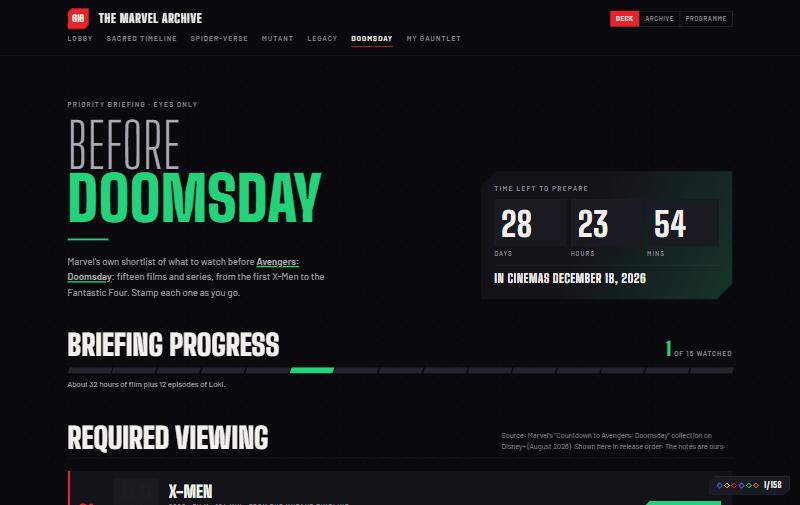 616 THE MARVEL ARCHIVE
DECK ARCHIVE PROGRAMME
LOBBY SACRED TIMELINE SPIDER-VERSE MUTANT LEGACY DOOMSDAY MY GAUNTLET
PRIORITY BRIEFING · EYES ONLY
BEFORE
DOOMSDAY
Marvel's own shortlist of what to watch before Avengers:
Doomsday: fifteen films and series, from the first X-Men to the
Fantastic Four. Stamp each one as you go.
TIME LEFT TO PREPARE
28 23 54
DAYS HOURS MINS
IN CINEMAS DECEMBER 18, 2026
BRIEFING PROGRESS
1 OF 15 WATCHED
About 32 hours of film plus 12 episodes of Loki.
REQUIRED VIEWING
Source: Marvel's "Countdown to Avengers: Doomsday" collection on
Disney+ (August 2026). Shown here in release order. The notes are ours.
X-MEN
1/158